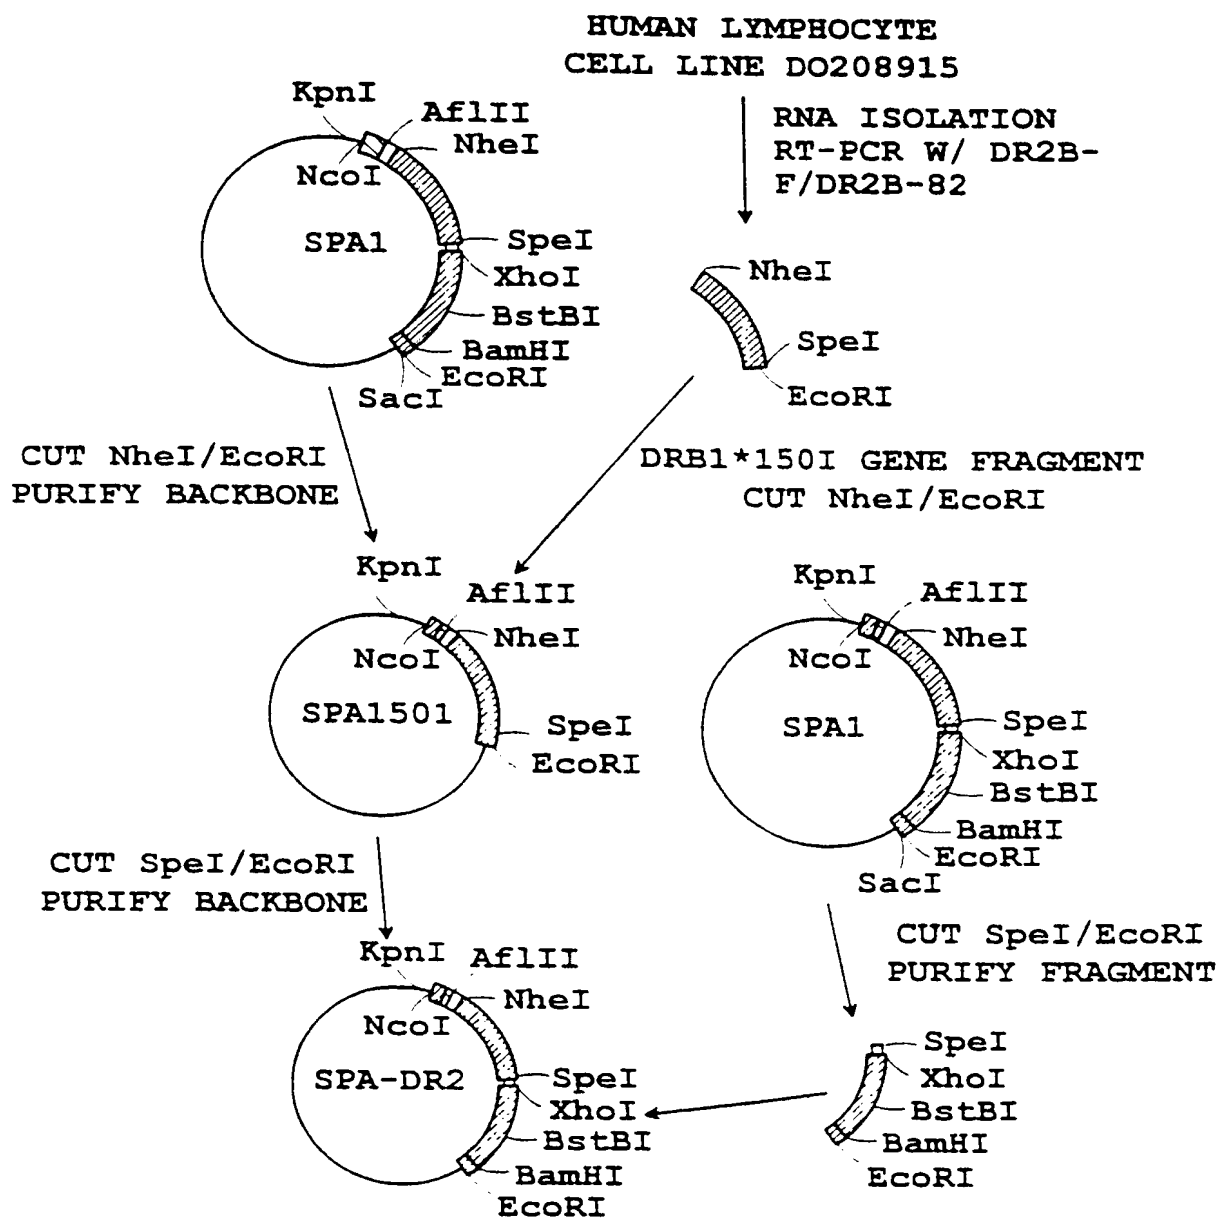 HUMAN LYMPHOCYTE
CELL LINE DO208915
RNA ISOLATION
RT-PCR W/ DR2B-
F/DR2B-82
KpnI
AflII
NheI
NcoI
SPA1
SpeI
XhoI
BstBI
BamHI
EcoRI
SacI
NheI
SpeI
EcoRI
CUT NheI/EcoRI
PURIFY BACKBONE
DRB1*150I GENE FRAGMENT
CUT NheI/EcoRI
KpnI
AflII
NheI
NcoI
SPA1501
SpeI
EcoRI
KpnI
AflII
NheI
NcoI
SPA1
SpeI
XhoI
BstBI
BamHI
EcoRI
SacI
CUT SpeI/EcoRI
PURIFY BACKBONE
CUT SpeI/EcoRI
PURIFY FRAGMENT
KpnI
AflII
NheI
NcoI
SPA-DR2
SpeI
XhoI
BstBI
BamHI
EcoRI
SpeI
XhoI
BstBI
BamHI
EcoRI